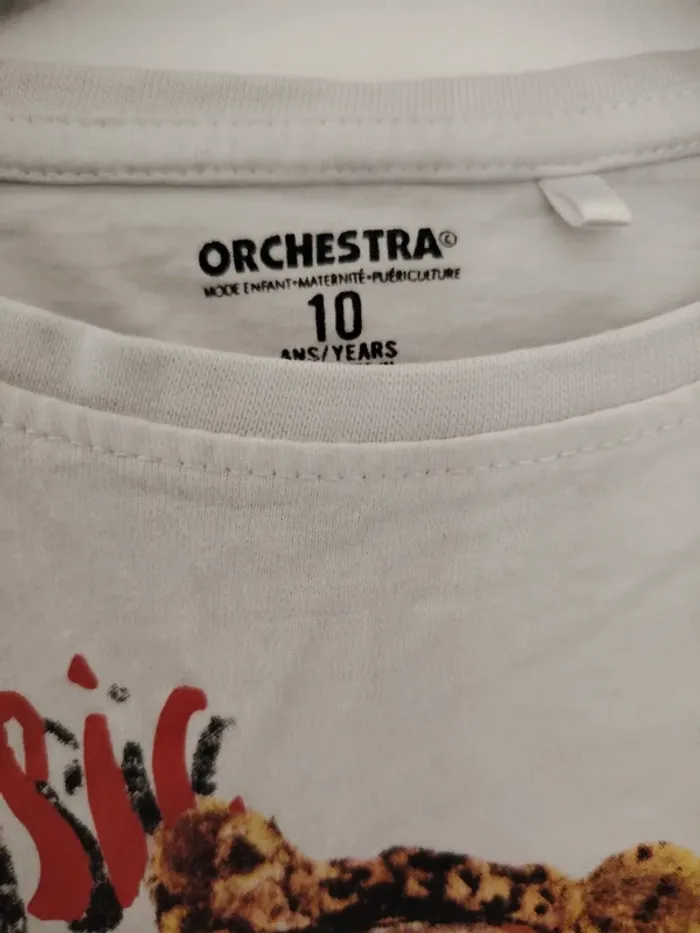 ORCHESTRA©
MODE ENFANT•MATERNITÉ•PUÉRICULTURE
10
ANS/YEARS